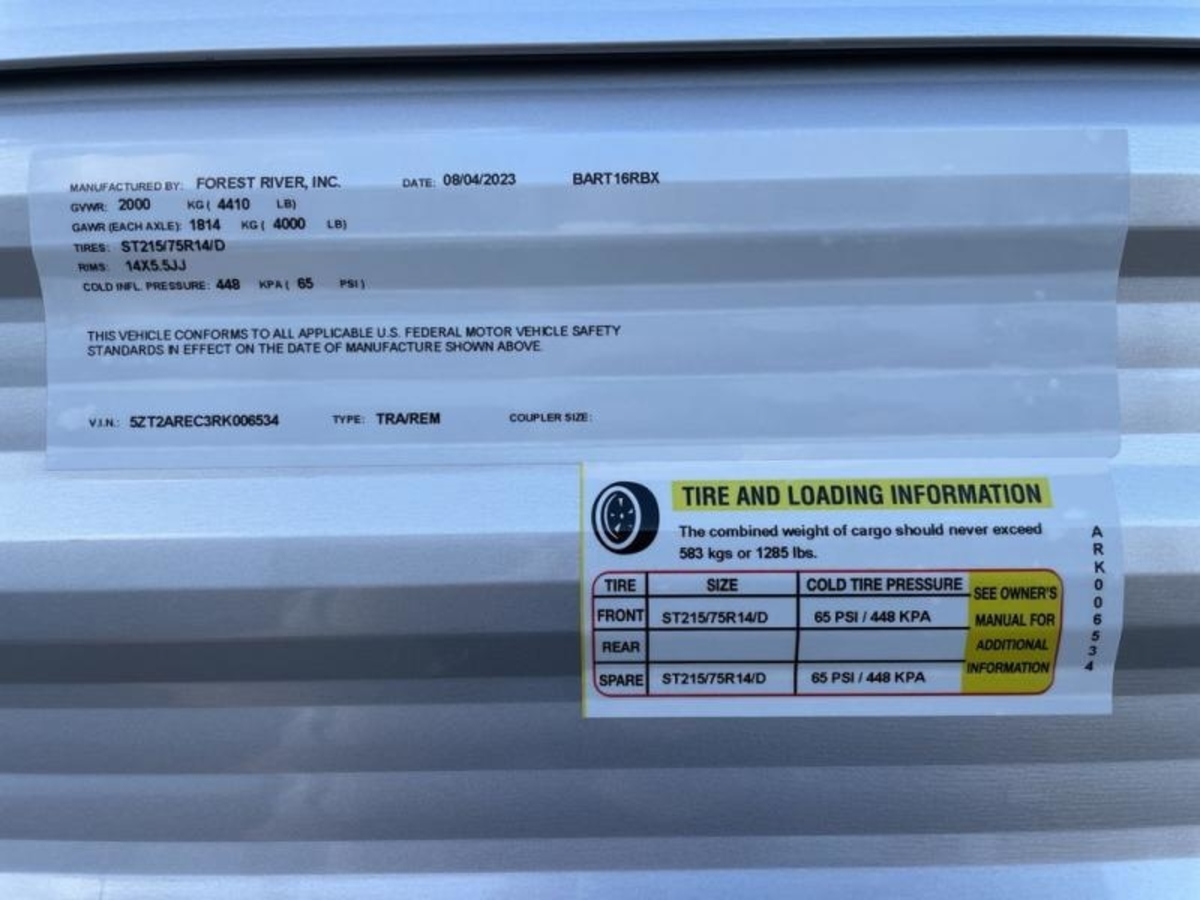 MANUFACTURED BY: FOREST RIVER, INC. DATE: 08/04/2023 BART16RBX
GVWR: 2000 KG ( 4410 LB)
GAWR (EACH AXLE): 1814 KG ( 4000 LB)
TIRES: ST215/75R14/D
RIMS: 14X5.5JJ
COLD INFL. PRESSURE: 448 KPA ( 65 PSI )
THIS VEHICLE CONFORMS TO ALL APPLICABLE U.S. FEDERAL MOTOR VEHICLE SAFETY
STANDARDS IN EFFECT ON THE DATE OF MANUFACTURE SHOWN ABOVE.
V.I.N.: 5ZT2AREC3RK006534 TYPE: TRA/REM COUPLER SIZE:
TIRE AND LOADING INFORMATION
The combined weight of cargo should never exceed
583 kgs or 1285 lbs.
TIRE SIZE COLD TIRE PRESSURE
FRONT ST215/75R14/D 65 PSI / 448 KPA
REAR
SPARE ST215/75R14/D 65 PSI / 448 KPA
SEE OWNER'S
MANUAL FOR
ADDITIONAL
INFORMATION
ARK006534